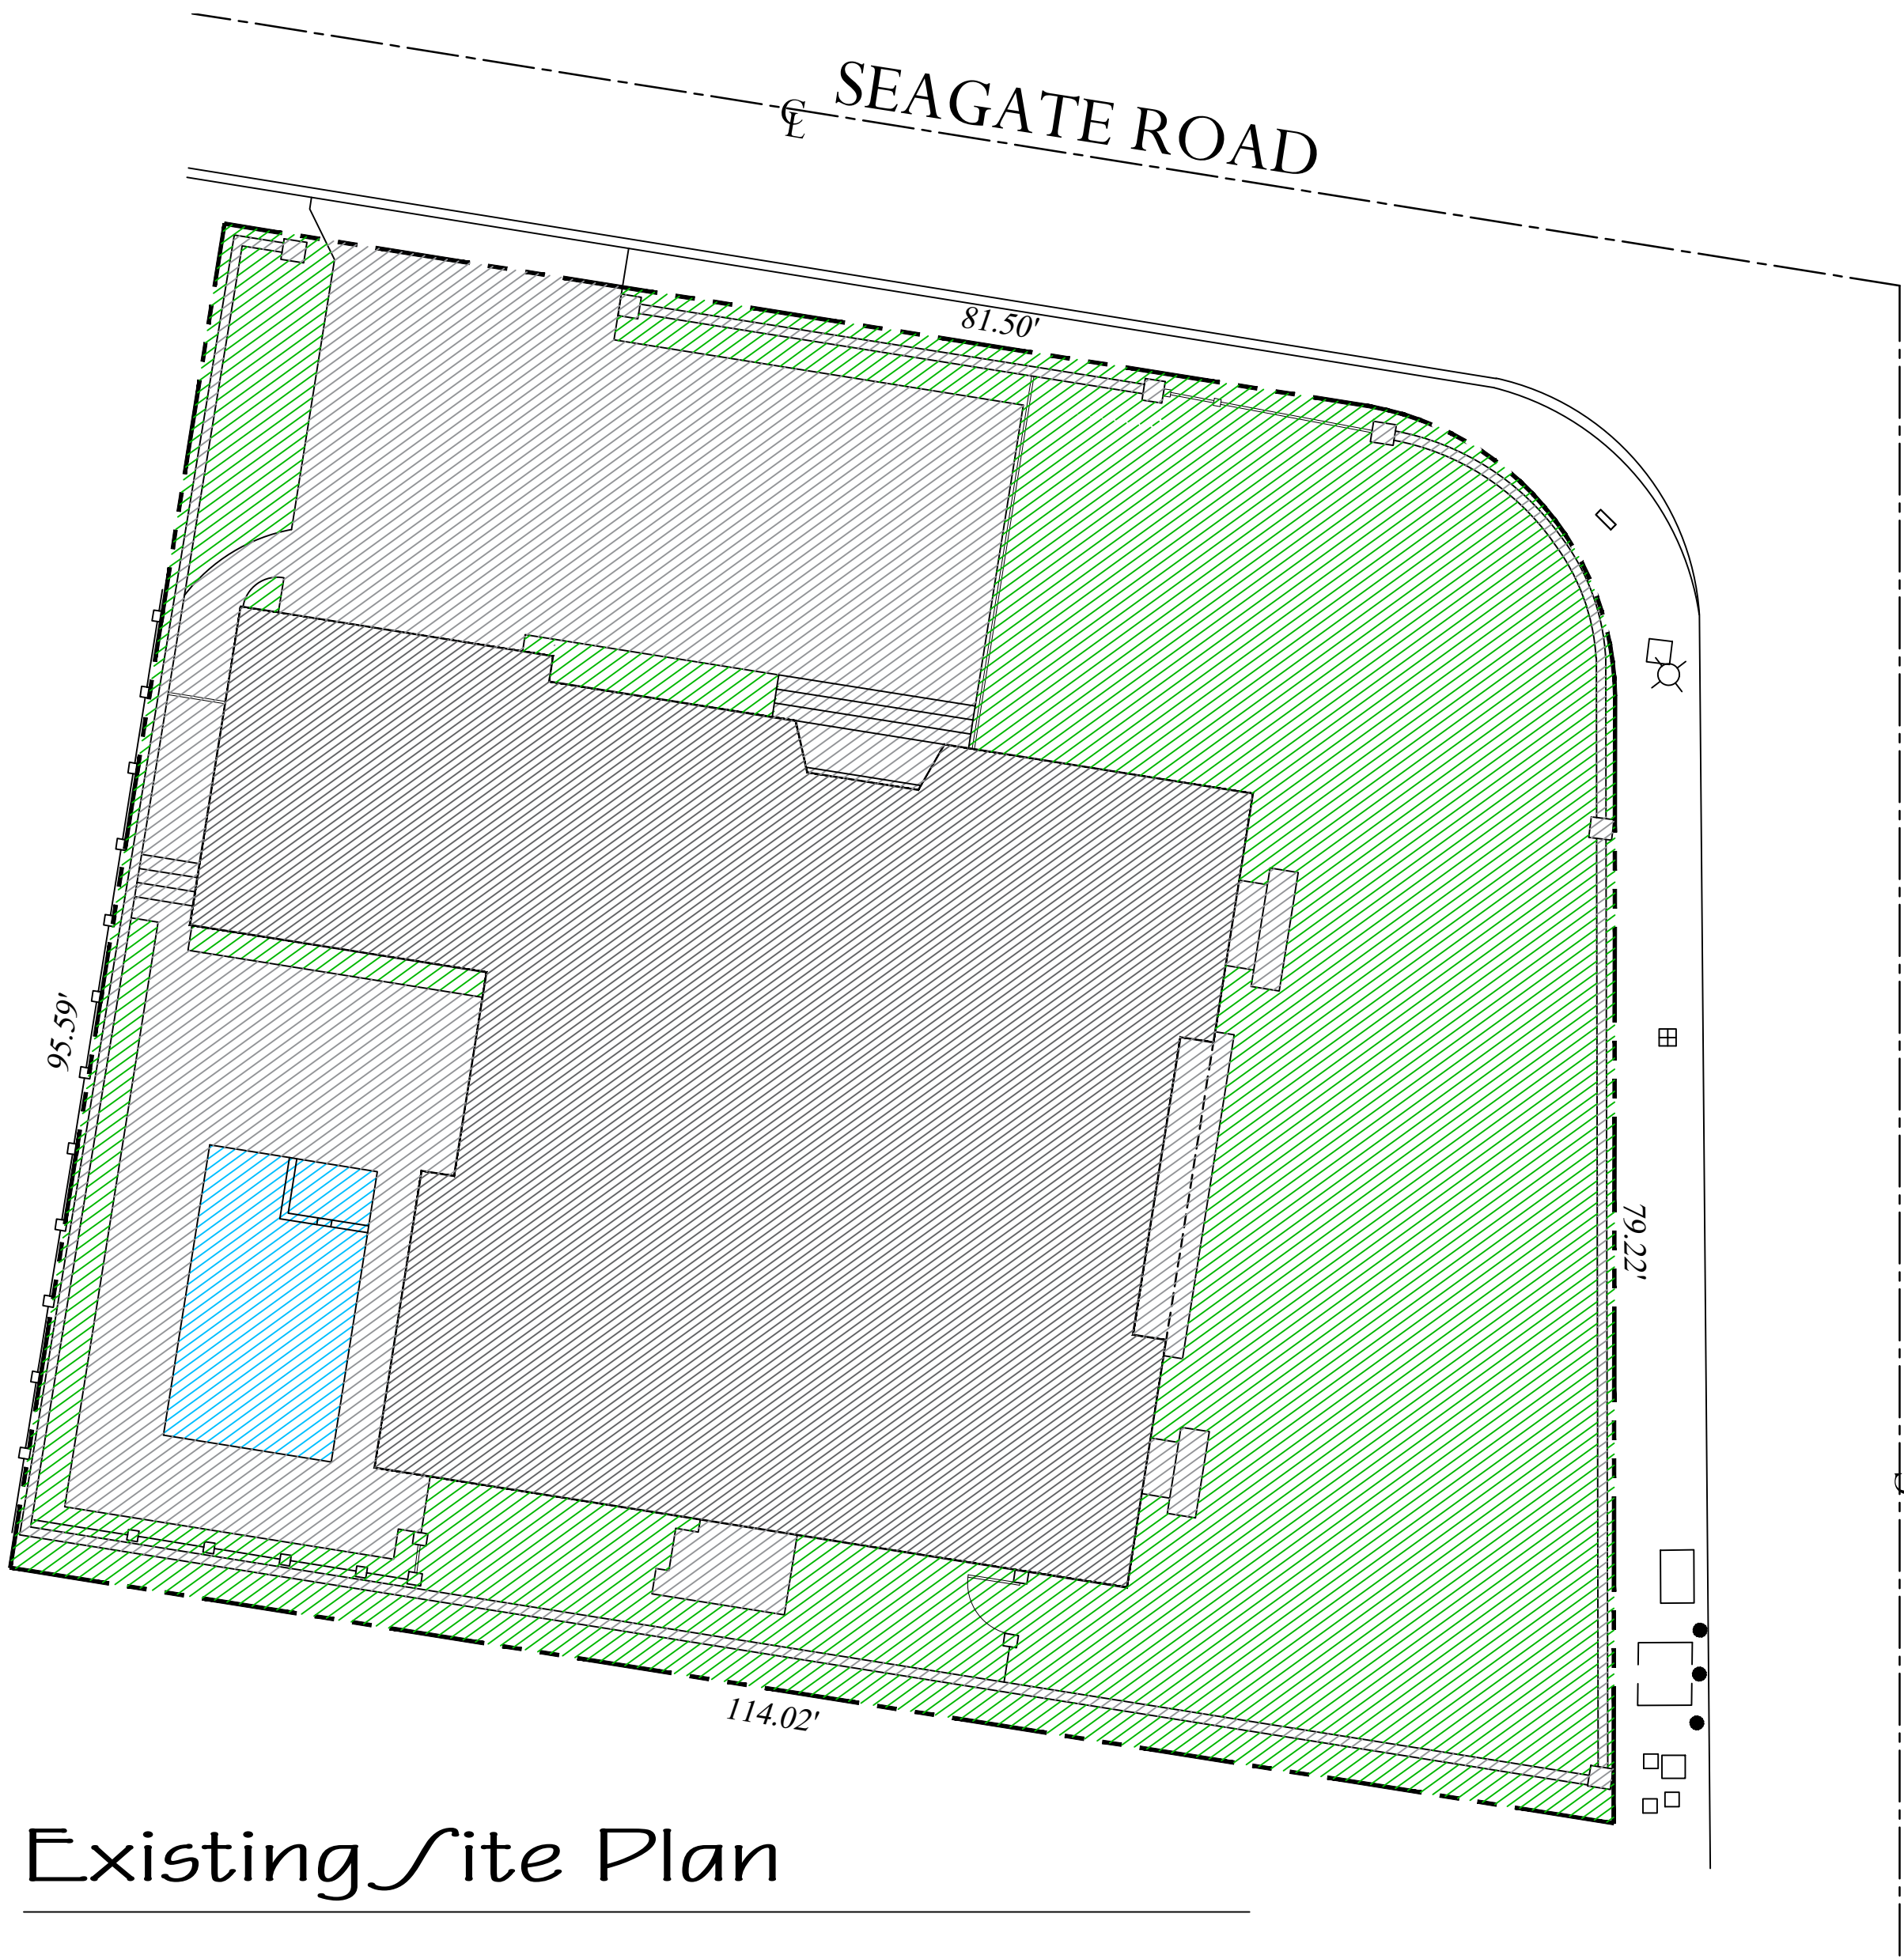 SEAGATE ROAD
℄
81.50'
95.59'
79.22'
114.02'
Existing Site Plan